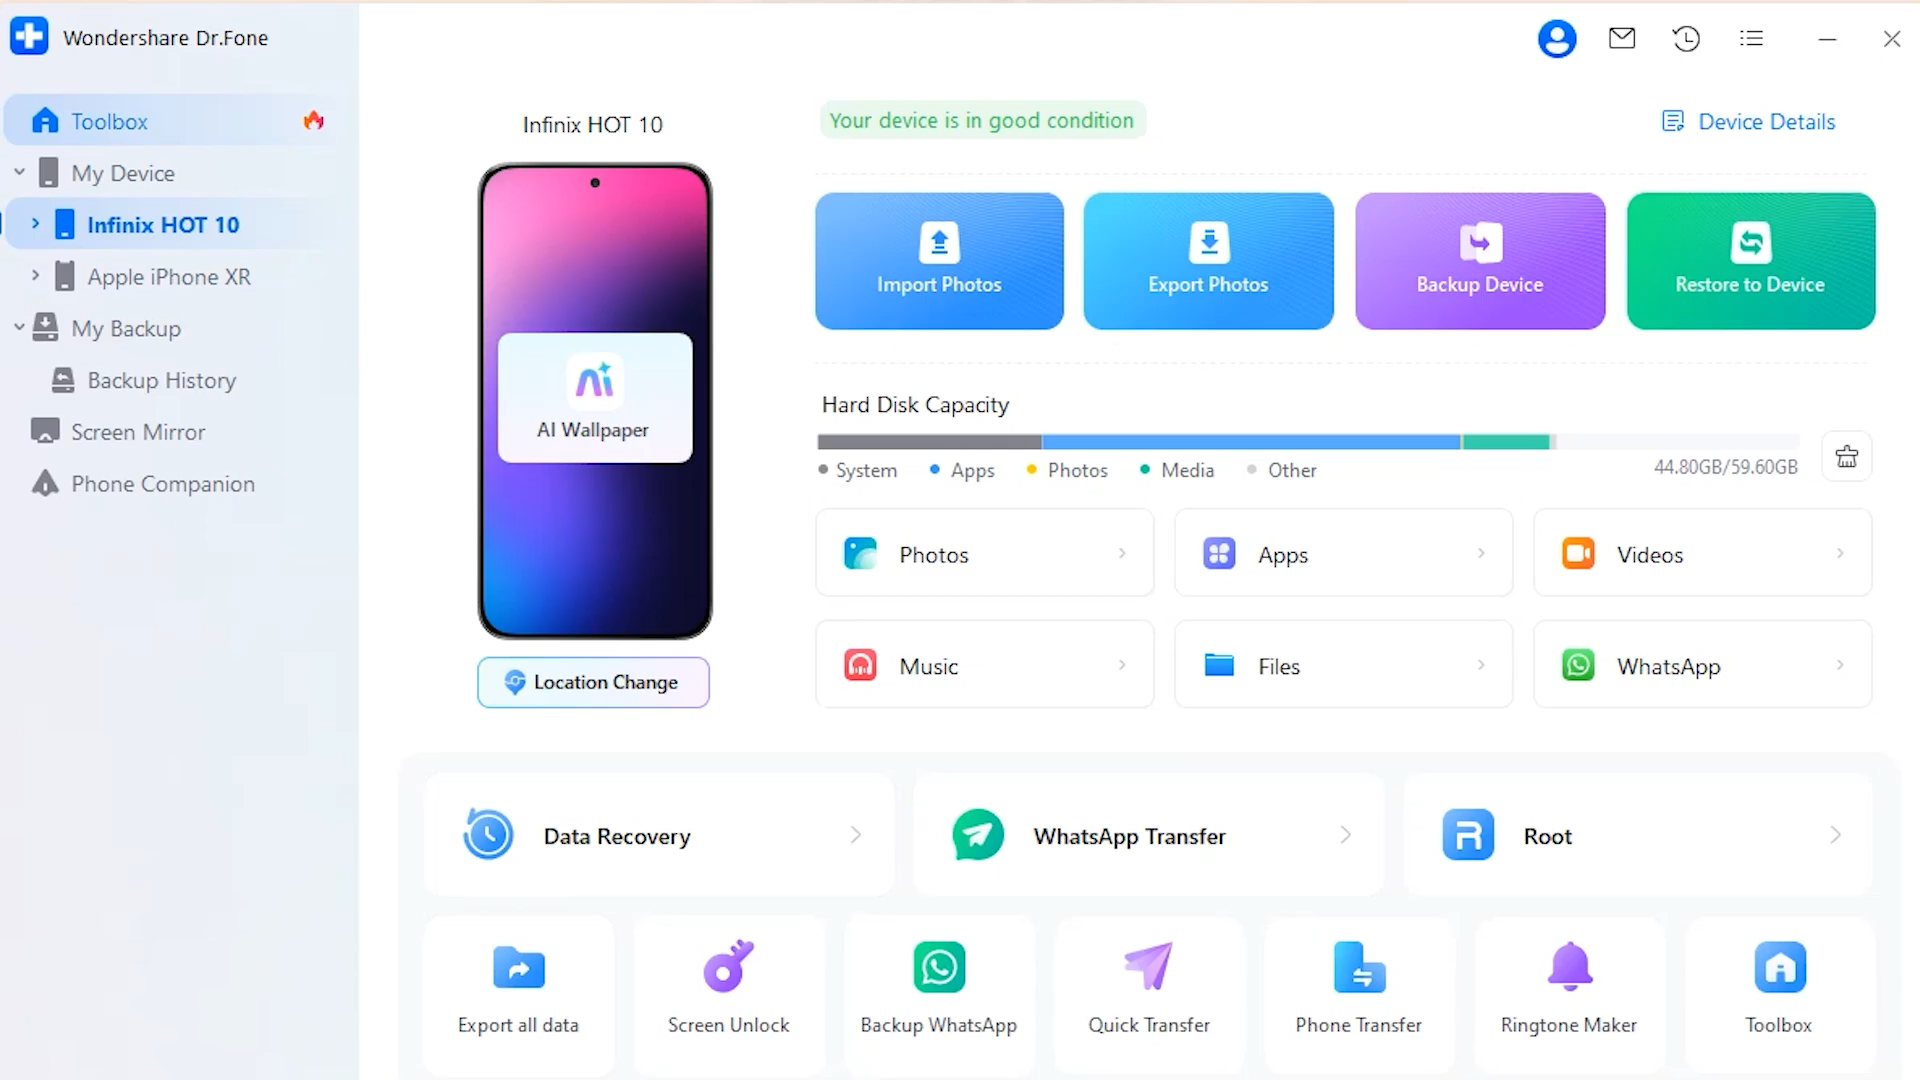 Wondershare Dr.Fone
Toolbox
My Device
Infinix HOT 10
Apple iPhone XR
My Backup
Backup History
Screen Mirror
Phone Companion
Infinix HOT 10
AI Wallpaper
Location Change
Your device is in good condition
Device Details
Import Photos
Export Photos
Backup Device
Restore to Device
Hard Disk Capacity
System Apps Photos Media Other
44.80GB/59.60GB
Photos
Apps
Videos
Music
Files
WhatsApp
Data Recovery
WhatsApp Transfer
Root
Export all data
Screen Unlock
Backup WhatsApp
Quick Transfer
Phone Transfer
Ringtone Maker
Toolbox